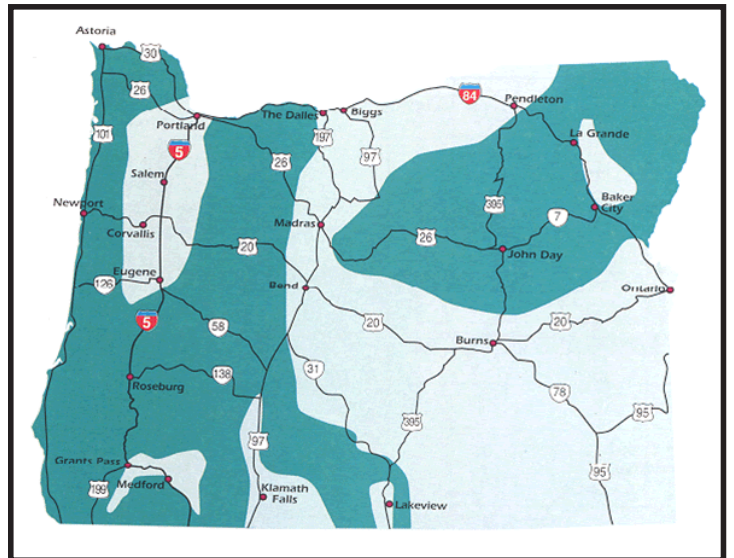 Astoria
30
26
84
Pendleton
The Dalles
Biggs
Portland
101
197
La Grande
5
97
26
Salem
Baker
City
Newport
395
7
Madras
Corvallis
26
20
John Day
Eugene
126
Bend
Ontario
5
58
20
20
Burns
31
138
Roseburg
78
395
95
97
Grants Pass
95
199
Medford
Klamath
Falls
Lakeview